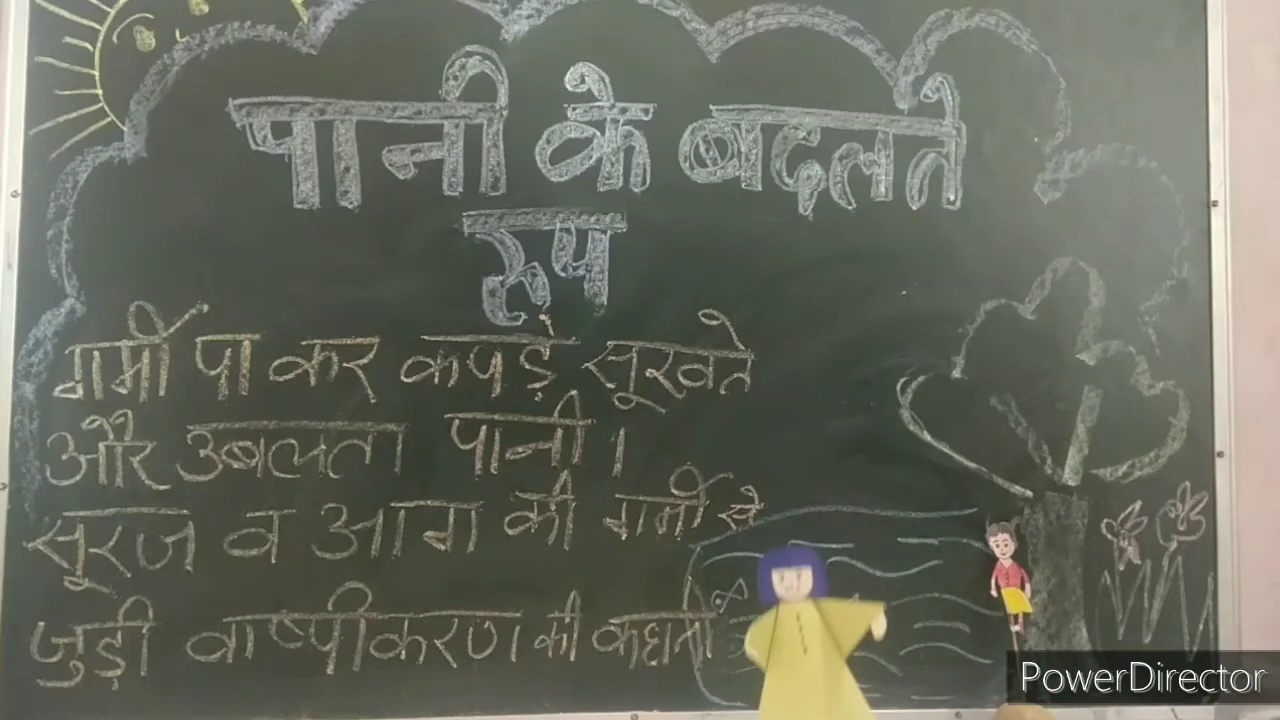 पानी के बदलते
रूप
गर्मी पा कर कपड़े सूखते
और उबलता पानी।
सूरज व आग की गर्मी से
जुड़ी वाष्पीकरण की कहानी
PowerDirector